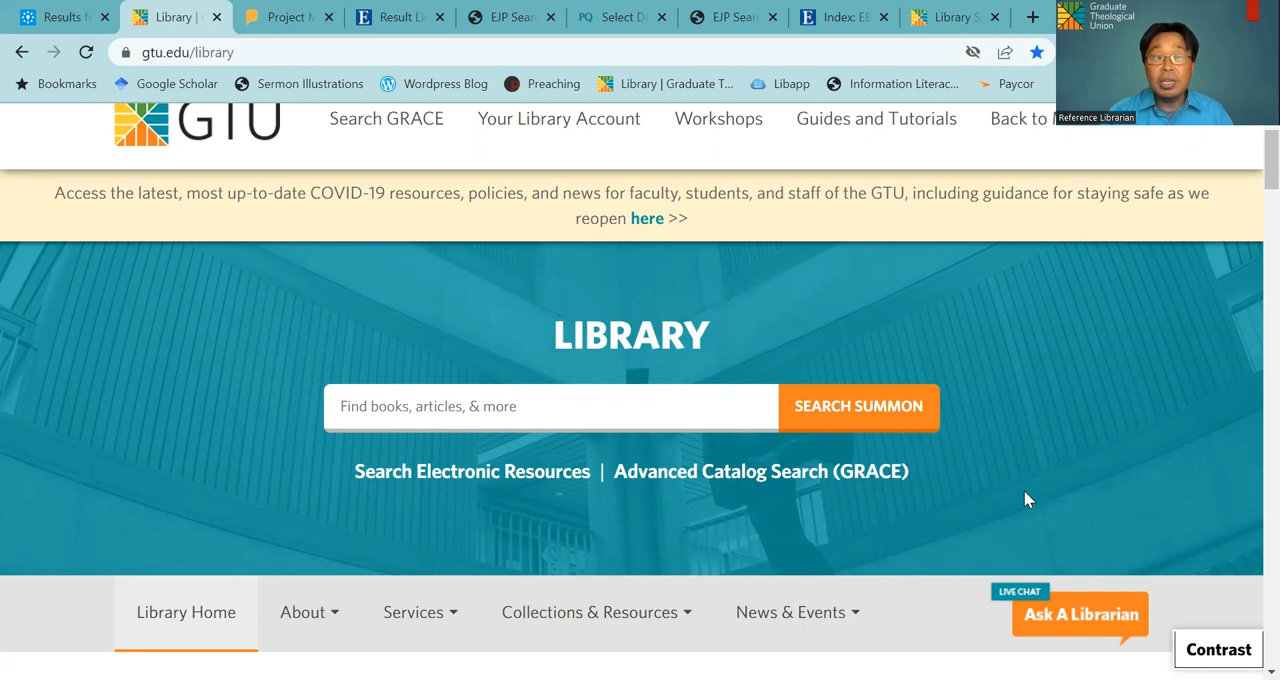 Results f
Library |
Project M
Result Li
EJP Sear
Select Da
EJP Sear
Index: EB
Library S
gtu.edu/library
Bookmarks
Google Scholar
Sermon Illustrations
Wordpress Blog
Preaching
Library | Graduate T...
Libapp
Information Literac...
Paycor
Graduate
Theological
Union
Reference Librarian
GTU
Search GRACE
Your Library Account
Workshops
Guides and Tutorials
Back to
Access the latest, most up-to-date COVID-19 resources, policies, and news for faculty, students, and staff of the GTU, including guidance for staying safe as we
reopen here >>
LIBRARY
Find books, articles, & more
SEARCH SUMMON
Search Electronic Resources | Advanced Catalog Search (GRACE)
Library Home
About
Services
Collections & Resources
News & Events
LIVE CHAT
Ask A Librarian
Contrast